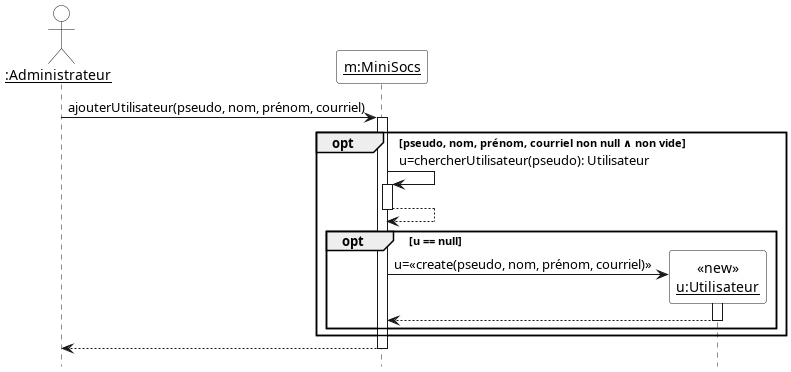 :Administrateur
m:MiniSocs
ajouterUtilisateur(pseudo, nom, prénom, courriel)
opt
[pseudo, nom, prénom, courriel non null ∧ non vide]
u=chercherUtilisateur(pseudo): Utilisateur
opt
[u == null]
u=«create(pseudo, nom, prénom, courriel)»
«new»
u:Utilisateur